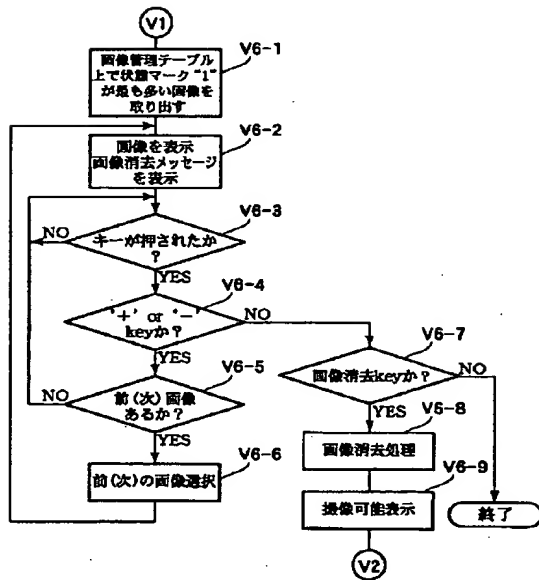 V1
V6-1
画像管理テーブル
上で状態マーク“1”
が最も多い画像を
取り出す
V6-2
画像を表示
画像消去メッセージ
を表示
V6-3
NO
キーが押されたか
?
YES
V6-4
'+' or '-'
keyか?
NO
YES
V6-5
NO
前(次)画像
あるか?
YES
V6-6
前(次)の画像選択
V6-7
画像消去keyか?
NO
YES
V6-8
画像消去処理
V6-9
撮像可能表示
終了
V2